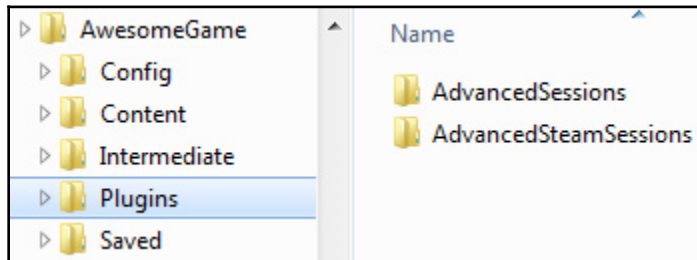 AwesomeGame
Config
Content
Intermediate
Plugins
Saved
Name
AdvancedSessions
AdvancedSteamSessions